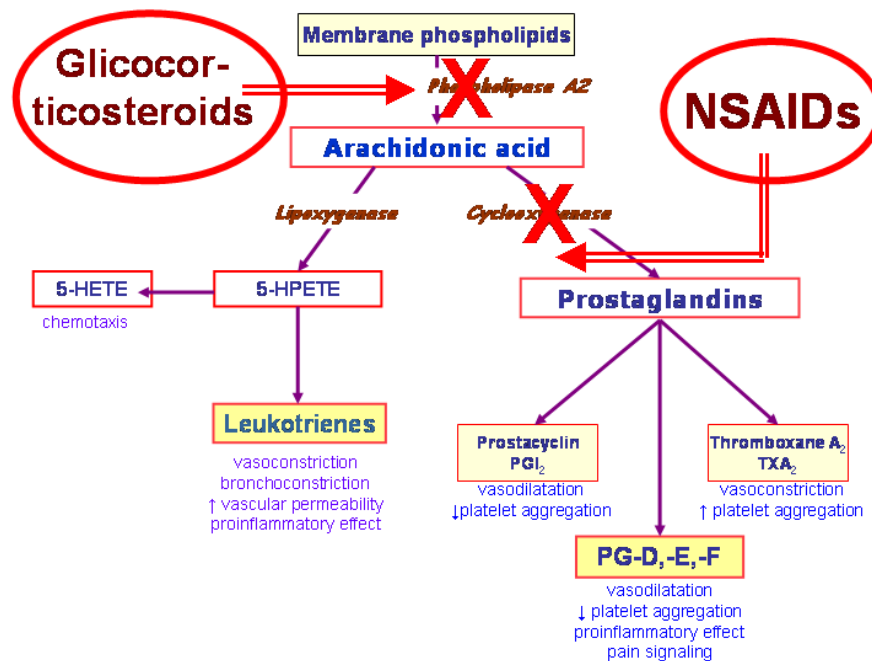 Membrane phospholipids
Glicocor-
ticosteroids
Phospholipase A2
NSAIDs
Arachidonic acid
Lipoxygenase
Cyclooxygenase
5-HETE
5-HPETE
Prostaglandins
chemotaxis
Leukotrienes
vasoconstriction
bronchoconstriction
↑ vascular permeability
proinflammatory effect
Prostacyclin
PGI₂
vasodilatation
↓platelet aggregation
Thromboxane A₂
TXA₂
vasoconstriction
↑ platelet aggregation
PG-D,-E,-F
vasodilatation
↓ platelet aggregation
proinflammatory effect
pain signaling